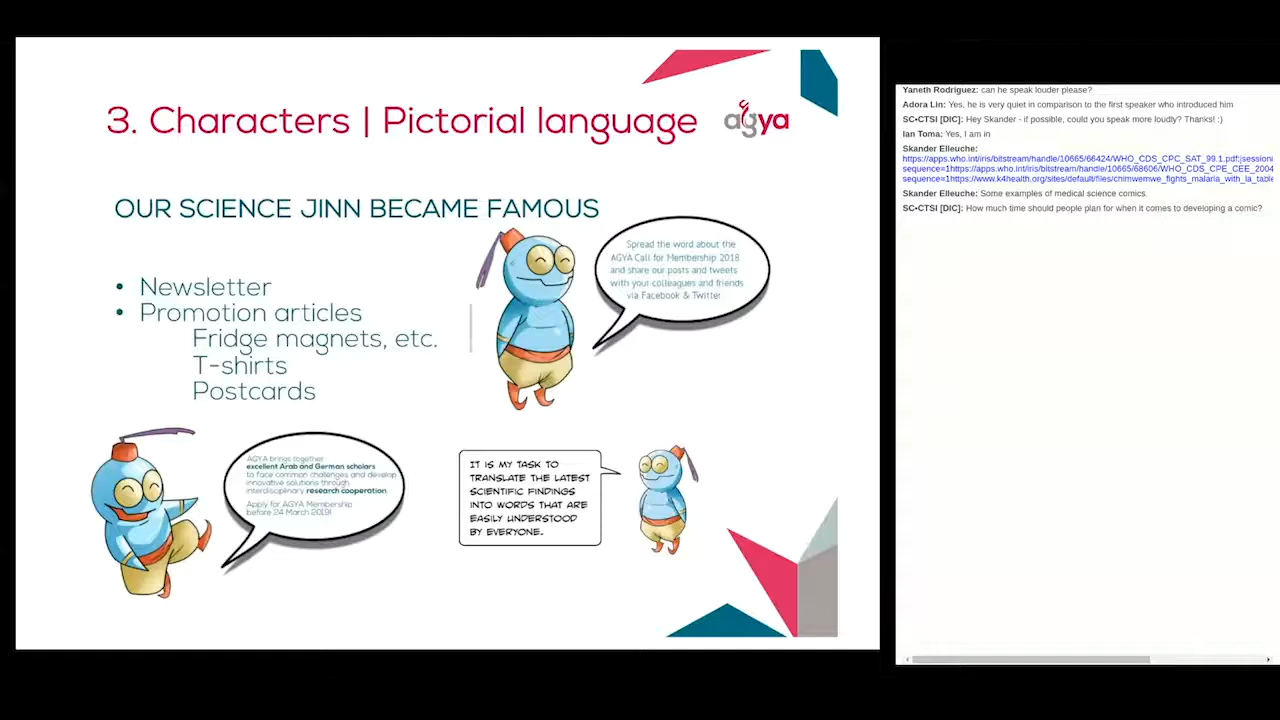 3. Characters | Pictorial language
agya
OUR SCIENCE JINN BECAME FAMOUS
• Newsletter
• Promotion articles
Fridge magnets, etc.
T-shirts
Postcards
Spread the word about the
AGYA Call for Membership 2018
and share our posts and tweets
with your colleagues and friends
via Facebook & Twitter
AGYA brings together
excellent Arab and German scholars
to face common challenges and develop
innovative solutions through
interdisciplinary research cooperation
Apply for AGYA Membership
before 24 March 2019!
IT IS MY TASK TO
TRANSLATE THE LATEST
SCIENTIFIC FINDINGS
INTO WORDS THAT ARE
EASILY UNDERSTOOD
BY EVERYONE.
Yaneth Rodriguez: can he speak louder please?
Adora Lin: Yes, he is very quiet in comparison to the first speaker who introduced him
SC•CTSI [DIC]: Hey Skander - if possible, could you speak more loudly? Thanks! :)
Ian Toma: Yes, I am in
Skander Elleuche:
https://apps.who.int/iris/bitstream/handle/10665/66424/WHO_CDS_CPC_SAT_99.1.pdf;jsession
sequence=1https://apps.who.int/iris/bitstream/handle/10665/68606/WHO_CDS_CPE_CEE_2004
sequence=1https://www.k4health.org/sites/default/files/chimwemwe_fights_malaria_with_la_table
Skander Elleuche: Some examples of medical science comics.
SC•CTSI [DIC]: How much time should people plan for when it comes to developing a comic?